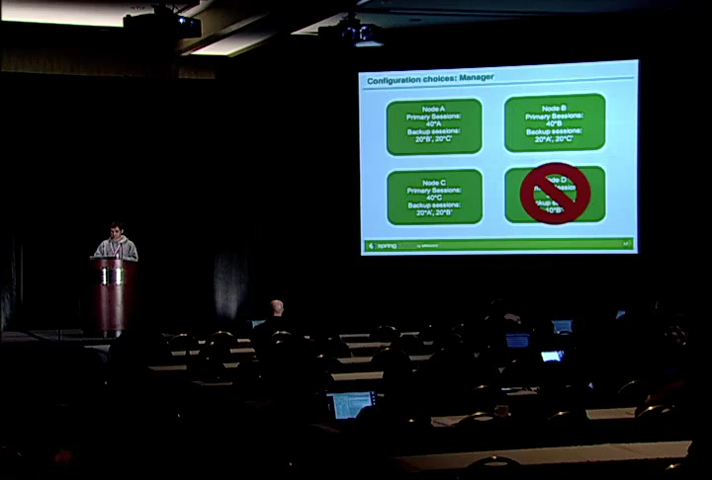 Configuration choices: Manager
Node A
Primary Sessions:
40*A
Backup sessions:
20*B', 20*C'
Node B
Primary Sessions:
40*B
Backup sessions:
20*A', 20*C'
Node C
Primary Sessions:
40*C
Backup sessions:
20*A', 20*B'
Node D
spring